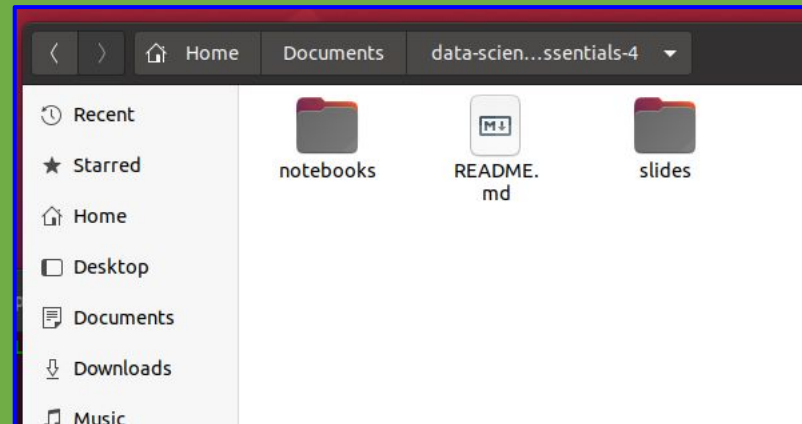 Home Documents data-scien...ssentials-4
Recent
Starred
Home
Desktop
Documents
Downloads
Music
notebooks
M↓
README.
md
slides